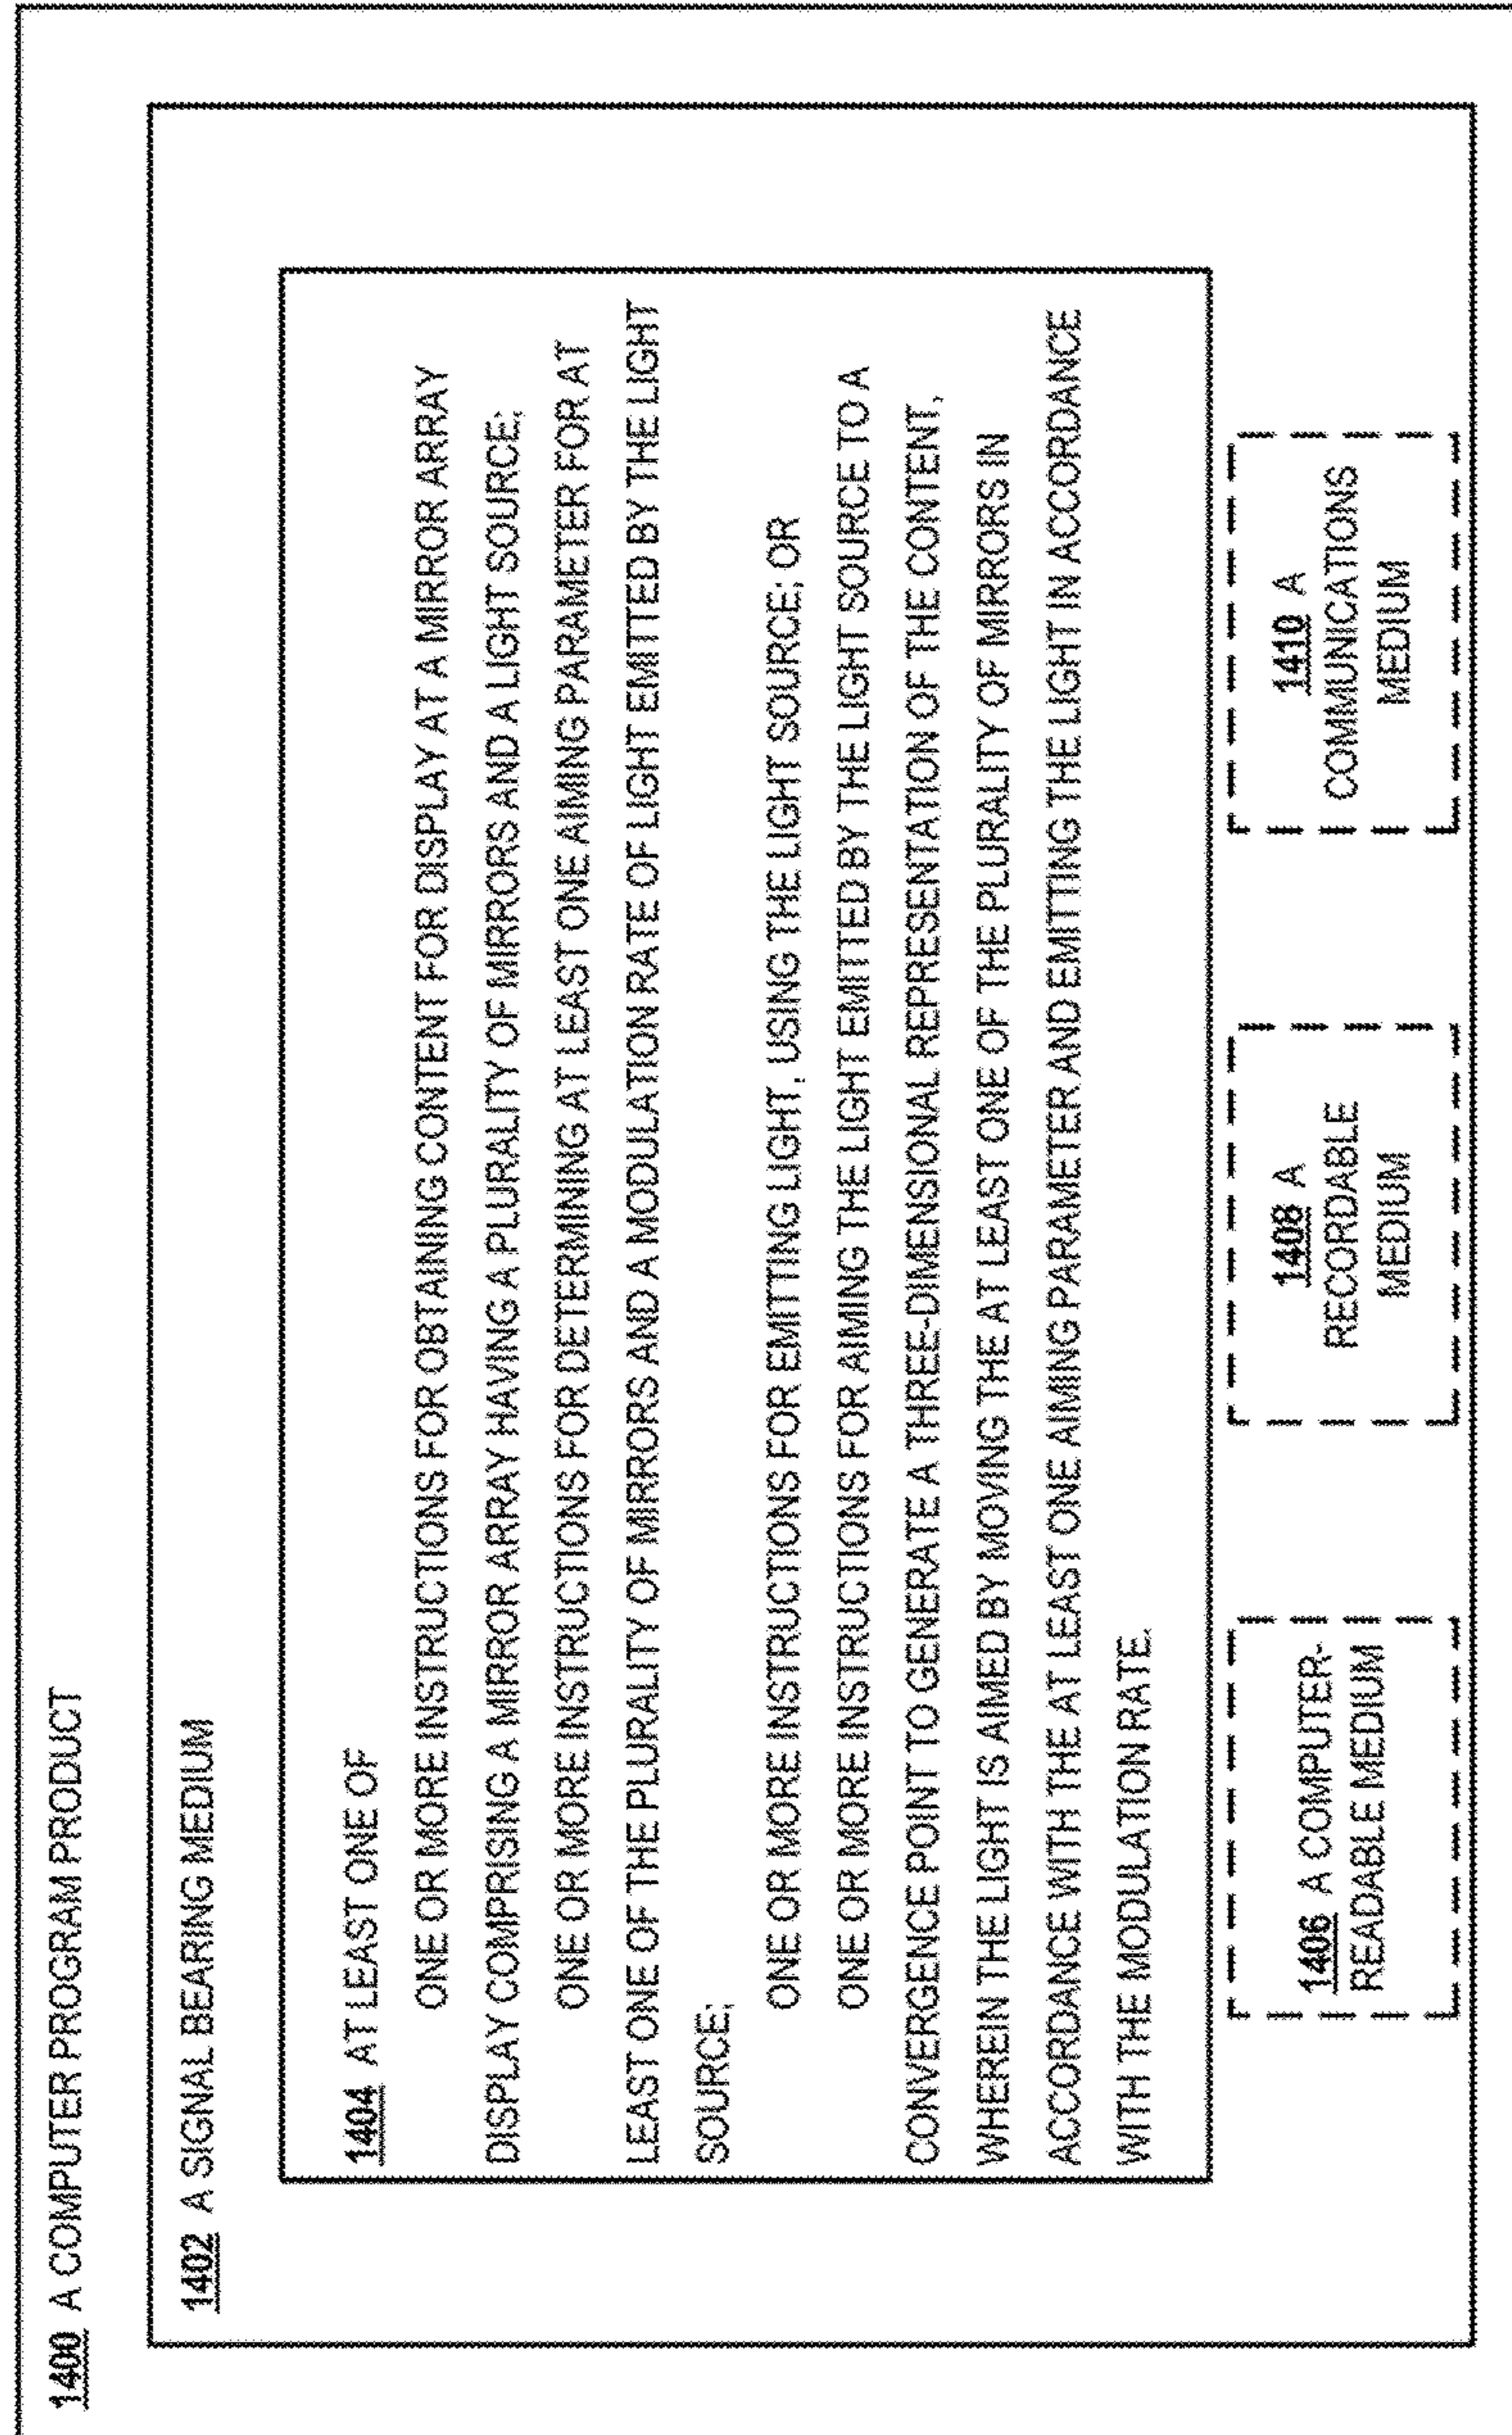 1400 A COMPUTER PROGRAM PRODUCT
1402 A SIGNAL BEARING MEDIUM
1404 AT LEAST ONE OF
ONE OR MORE INSTRUCTIONS FOR OBTAINING CONTENT FOR DISPLAY AT A MIRROR ARRAY
DISPLAY COMPRISING A MIRROR ARRAY HAVING A PLURALITY OF MIRRORS AND A LIGHT SOURCE;
ONE OR MORE INSTRUCTIONS FOR DETERMINING AT LEAST ONE AIMING PARAMETER FOR AT
LEAST ONE OF THE PLURALITY OF MIRRORS AND A MODULATION RATE OF LIGHT EMITTED BY THE LIGHT
SOURCE;
ONE OR MORE INSTRUCTIONS FOR EMITTING LIGHT, USING THE LIGHT SOURCE; OR
ONE OR MORE INSTRUCTIONS FOR AIMING THE LIGHT EMITTED BY THE LIGHT SOURCE TO A
CONVERGENCE POINT TO GENERATE A THREE-DIMENSIONAL REPRESENTATION OF THE CONTENT,
WHEREIN THE LIGHT IS AIMED BY MOVING THE AT LEAST ONE OF THE PLURALITY OF MIRRORS IN
ACCORDANCE WITH THE AT LEAST ONE AIMING PARAMETER AND EMITTING THE LIGHT IN ACCORDANCE
WITH THE MODULATION RATE.
1406 A COMPUTER-
READABLE MEDIUM
1408 A
RECORDABLE
MEDIUM
1410 A
COMMUNICATIONS
MEDIUM